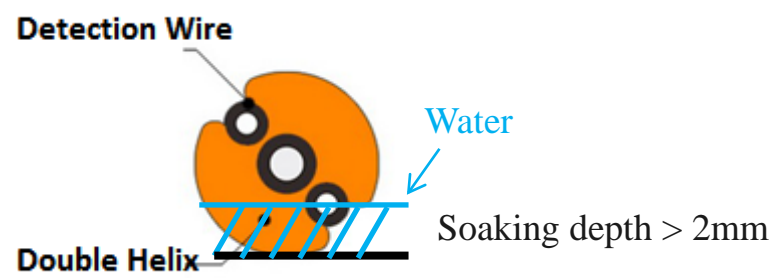 Detection Wire
Water
Soaking depth > 2mm
Double Helix